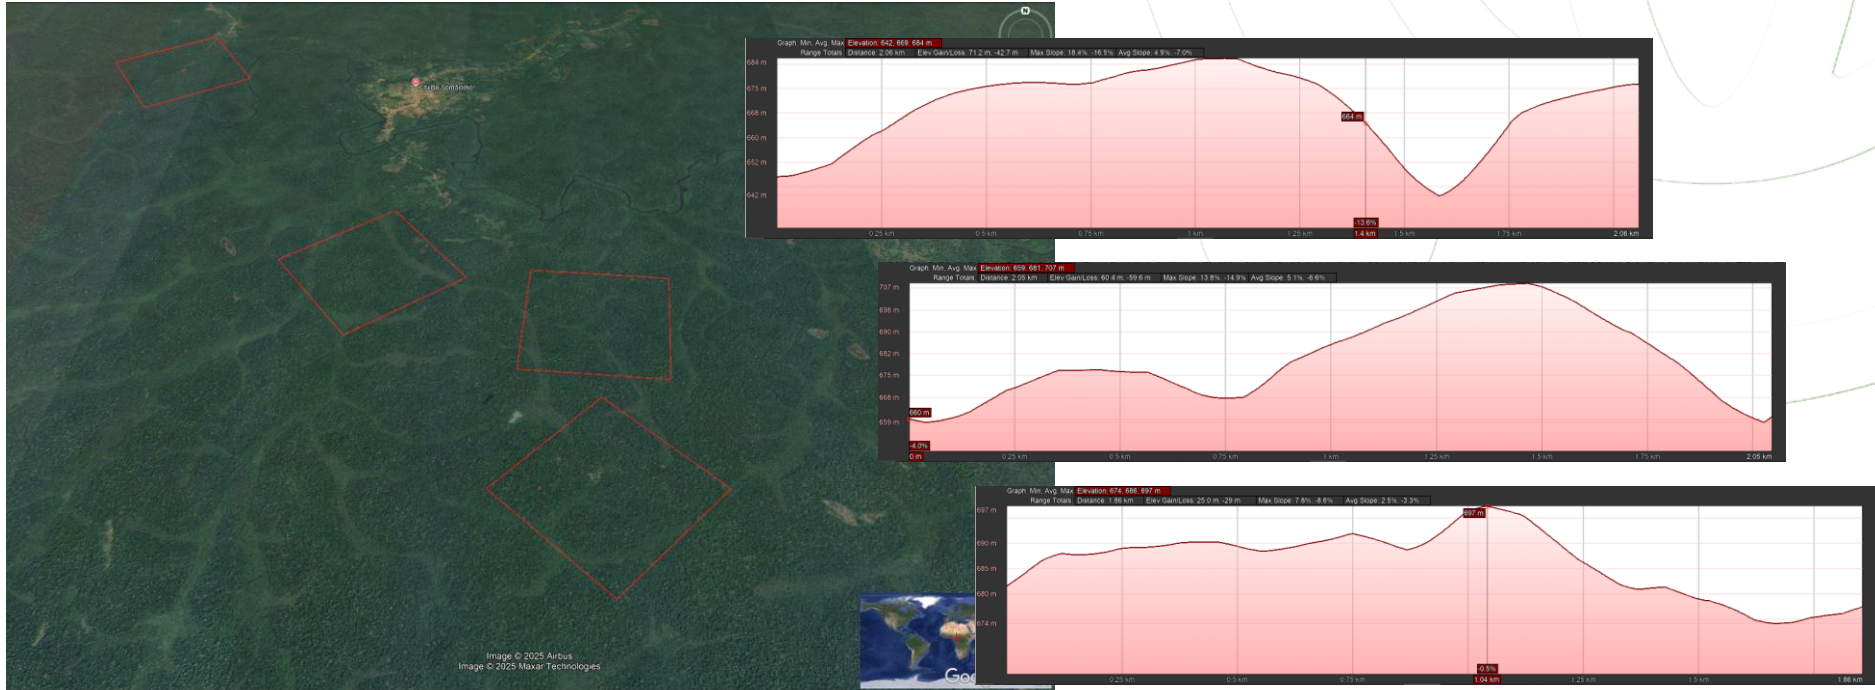 N
Graph: Min, Avg, Max Elevation: 642, 669, 684 m
Range Totals: Distance: 2.06 km Elev Gain/Loss: 71.2 m, -42.7 m Max Slope: 18.4%, -16.5% Avg Slope: 4.9%, -7.0%
684 m
675 m
668 m
660 m
652 m
642 m
664 m
-13.6%
0.25 km 0.5 km 0.75 km 1 km 1.25 km 1.4 km 1.5 km 1.75 km 2.06 km
Graph: Min, Avg, Max Elevation: 659, 681, 707 m
Range Totals: Distance: 2.05 km Elev Gain/Loss: 60.4 m, -59.6 m Max Slope: 13.8%, -14.9% Avg Slope: 5.1%, -6.6%
707 m
698 m
690 m
682 m
675 m
668 m
659 m
660 m
-4.0%
0 m 0.25 km 0.5 km 0.75 km 1 km 1.25 km 1.5 km 1.75 km 2.05 km
Graph: Min, Avg, Max Elevation: 674, 686, 697 m
Range Totals: Distance: 1.86 km Elev Gain/Loss: 25.0 m, -29 m Max Slope: 7.8%, -8.6% Avg Slope: 2.5%, -3.3%
697 m
690 m
685 m
680 m
674 m
697 m
-0.5%
0.25 km 0.5 km 0.75 km 1.04 km 1.25 km 1.5 km 1.86 km
Image © 2025 Airbus
Image © 2025 Maxar Technologies
Goo